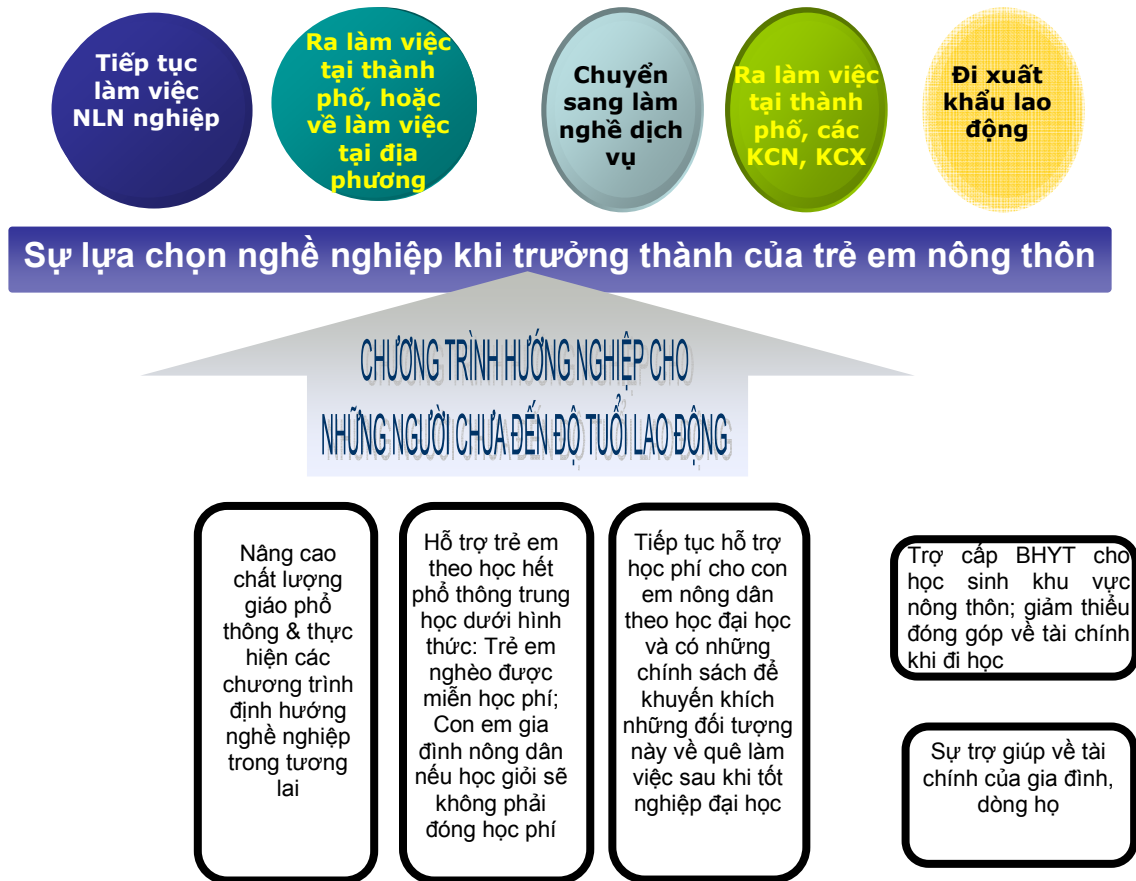 Tiếp tục
làm việc
NLN nghiệp
Ra làm việc
tại thành
phố, hoặc
về làm việc
tại địa
phương
Chuyển
sang làm
nghề dịch
vụ
Ra làm việc
tại thành
phố, các
KCN, KCX
Đi xuất
khẩu lao
động
Sự lựa chọn nghề nghiệp khi trưởng thành của trẻ em nông thôn
CHƯƠNG TRÌNH HƯỚNG NGHIỆP CHO
NHỮNG NGƯỜI CHƯA ĐẾN ĐỘ TUỔI LAO ĐỘNG
Nâng cao
chất lượng
giáo phổ
thông & thực
hiện các
chương trình
định hướng
nghề nghiệp
trong tương
lai
Hỗ trợ trẻ em
theo học hết
phổ thông trung
học dưới hình
thức: Trẻ em
nghèo được
miễn học phí;
Con em gia
đình nông dân
nếu học giỏi sẽ
không phải
đóng học phí
Tiếp tục hỗ trợ
học phí cho con
em nông dân
theo học đại học
và có những
chính sách để
khuyến khích
những đối tượng
này về quê làm
việc sau khi tốt
nghiệp đại học
Trợ cấp BHYT cho
học sinh khu vực
nông thôn; giảm thiểu
đóng góp về tài chính
khi đi học
Sự trợ giúp về tài
chính của gia đình,
dòng họ